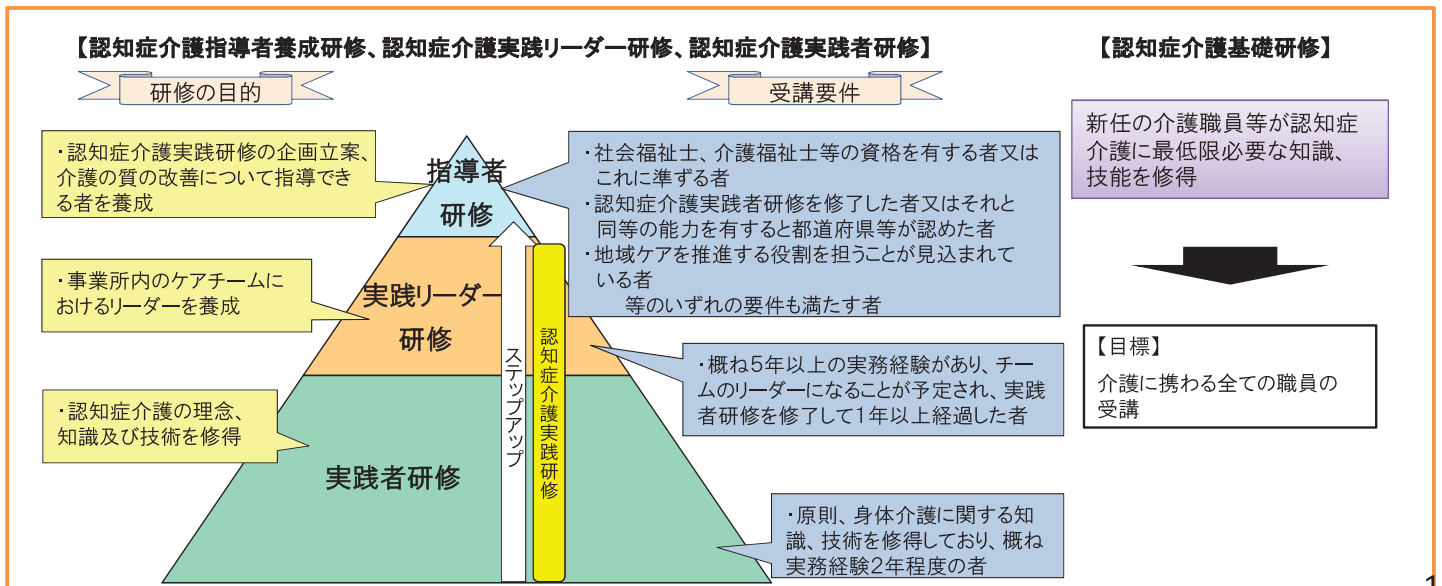 【認知症介護指導者養成研修、認知症介護実践リーダー研修、認知症介護実践者研修】
研修の目的
受講要件
・認知症介護実践研修の企画立案、
介護の質の改善について指導でき
る者を養成
・事業所内のケアチームに
おけるリーダーを養成
・認知症介護の理念、
知識及び技術を修得
指導者
研修
実践リーダー
研修
実践者研修
ステップアップ
認知症介護実践研修
・社会福祉士、介護福祉士等の資格を有する者又は
これに準ずる者
・認知症介護実践者研修を修了した者又はそれと
同等の能力を有すると都道府県等が認めた者
・地域ケアを推進する役割を担うことが見込まれて
いる者
等のいずれの要件も満たす者
・概ね5年以上の実務経験があり、チー
ムのリーダーになることが予定され、実践
者研修を修了して1年以上経過した者
・原則、身体介護に関する知
識、技術を修得しており、概ね
実務経験2年程度の者
【認知症介護基礎研修】
新任の介護職員等が認知症
介護に最低限必要な知識、
技能を修得
【目標】
介護に携わる全ての職員の
受講